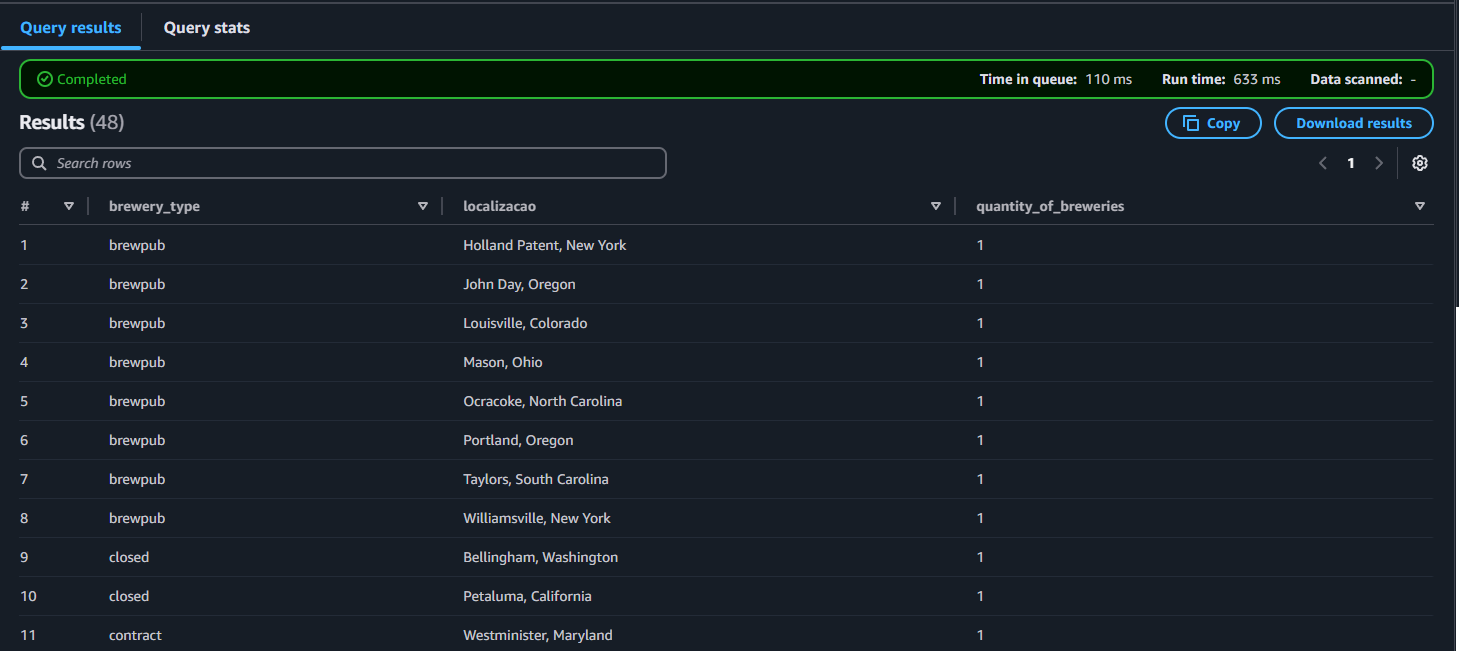 Query results Query stats
Completed Time in queue: 110 ms Run time: 633 ms Data scanned: -
Results (48) Copy Download results
Search rows 1
# brewery_type localizacao quantity_of_breweries
1 brewpub Holland Patent, New York 1
2 brewpub John Day, Oregon 1
3 brewpub Louisville, Colorado 1
4 brewpub Mason, Ohio 1
5 brewpub Ocracoke, North Carolina 1
6 brewpub Portland, Oregon 1
7 brewpub Taylors, South Carolina 1
8 brewpub Williamsville, New York 1
9 closed Bellingham, Washington 1
10 closed Petaluma, California 1
11 contract Westminister, Maryland 1